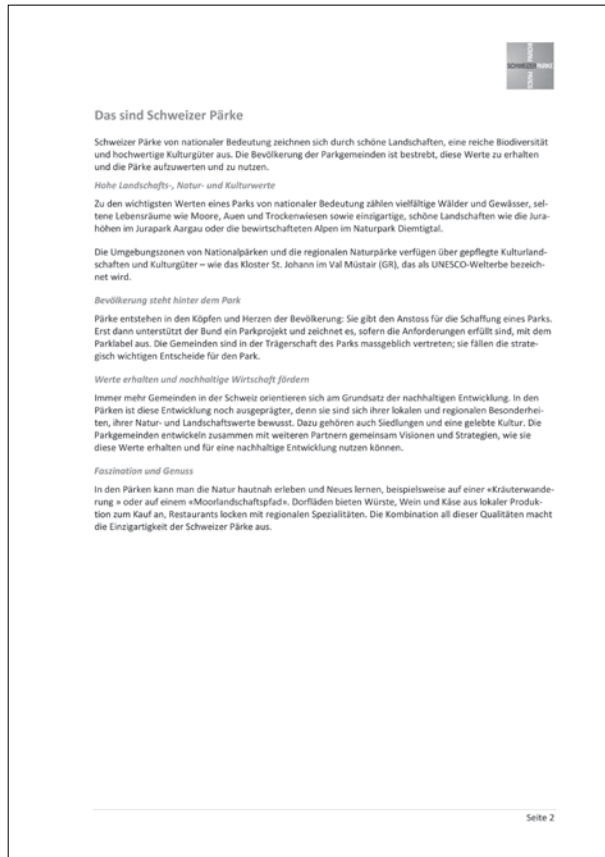 SCHWEIZER PÄRKE
Das sind Schweizer Pärke
Schweizer Pärke von nationaler Bedeutung zeichnen sich durch schöne Landschaften, eine reiche Biodiversität
und hochwertige Kulturgüter aus. Die Bevölkerung der Parkgemeinden ist bestrebt, diese Werte zu erhalten
und die Pärke aufzuwerten und zu nutzen.
Hohe Landschafts-, Natur- und Kulturwerte
Zu den wichtigsten Werten eines Parks von nationaler Bedeutung zählen vielfältige Wälder und Gewässer, sel-
tene Lebensräume wie Moore, Auen und Trockenwiesen sowie einzigartige, schöne Landschaften wie die Jura-
höhen im Jurapark Aargau oder die bewirtschafteten Alpen im Naturpark Diemtigtal.
Die Umgebungszonen von Nationalpärken und die regionalen Naturpärke verfügen über gepflegte Kulturland-
schaften und Kulturgüter – wie das Kloster St. Johann im Val Müstair (GR), das als UNESCO-Welterbe bezeich-
net wird.
Bevölkerung steht hinter dem Park
Pärke entstehen in den Köpfen und Herzen der Bevölkerung: Sie gibt den Anstoss für die Schaffung eines Parks.
Erst dann unterstützt der Bund ein Parkprojekt und zeichnet es, sofern die Anforderungen erfüllt sind, mit dem
Parklabel aus. Die Gemeinden sind in der Trägerschaft des Parks massgeblich vertreten; sie fällen die strate-
gisch wichtigen Entscheide für den Park.
Werte erhalten und nachhaltige Wirtschaft fördern
Immer mehr Gemeinden in der Schweiz orientieren sich am Grundsatz der nachhaltigen Entwicklung. In den
Pärken ist diese Entwicklung noch ausgeprägter, denn sie sind sich ihrer lokalen und regionalen Besonderhei-
ten, ihrer Natur- und Landschaftswerte bewusst. Dazu gehören auch Siedlungen und eine gelebte Kultur. Die
Parkgemeinden entwickeln zusammen mit weiteren Partnern gemeinsam Visionen und Strategien, wie sie
diese Werte erhalten und für eine nachhaltige Entwicklung nutzen können.
Faszination und Genuss
In den Pärken kann man die Natur hautnah erleben und Neues lernen, beispielsweise auf einer «Kräuterwande-
rung » oder auf einem «Moorlandschaftspfad». Dorfläden bieten Würste, Wein und Käse aus lokaler Produk-
tion zum Kauf an, Restaurants locken mit regionalen Spezialitäten. Die Kombination all dieser Qualitäten macht
die Einzigartigkeit der Schweizer Pärke aus.
Seite 2